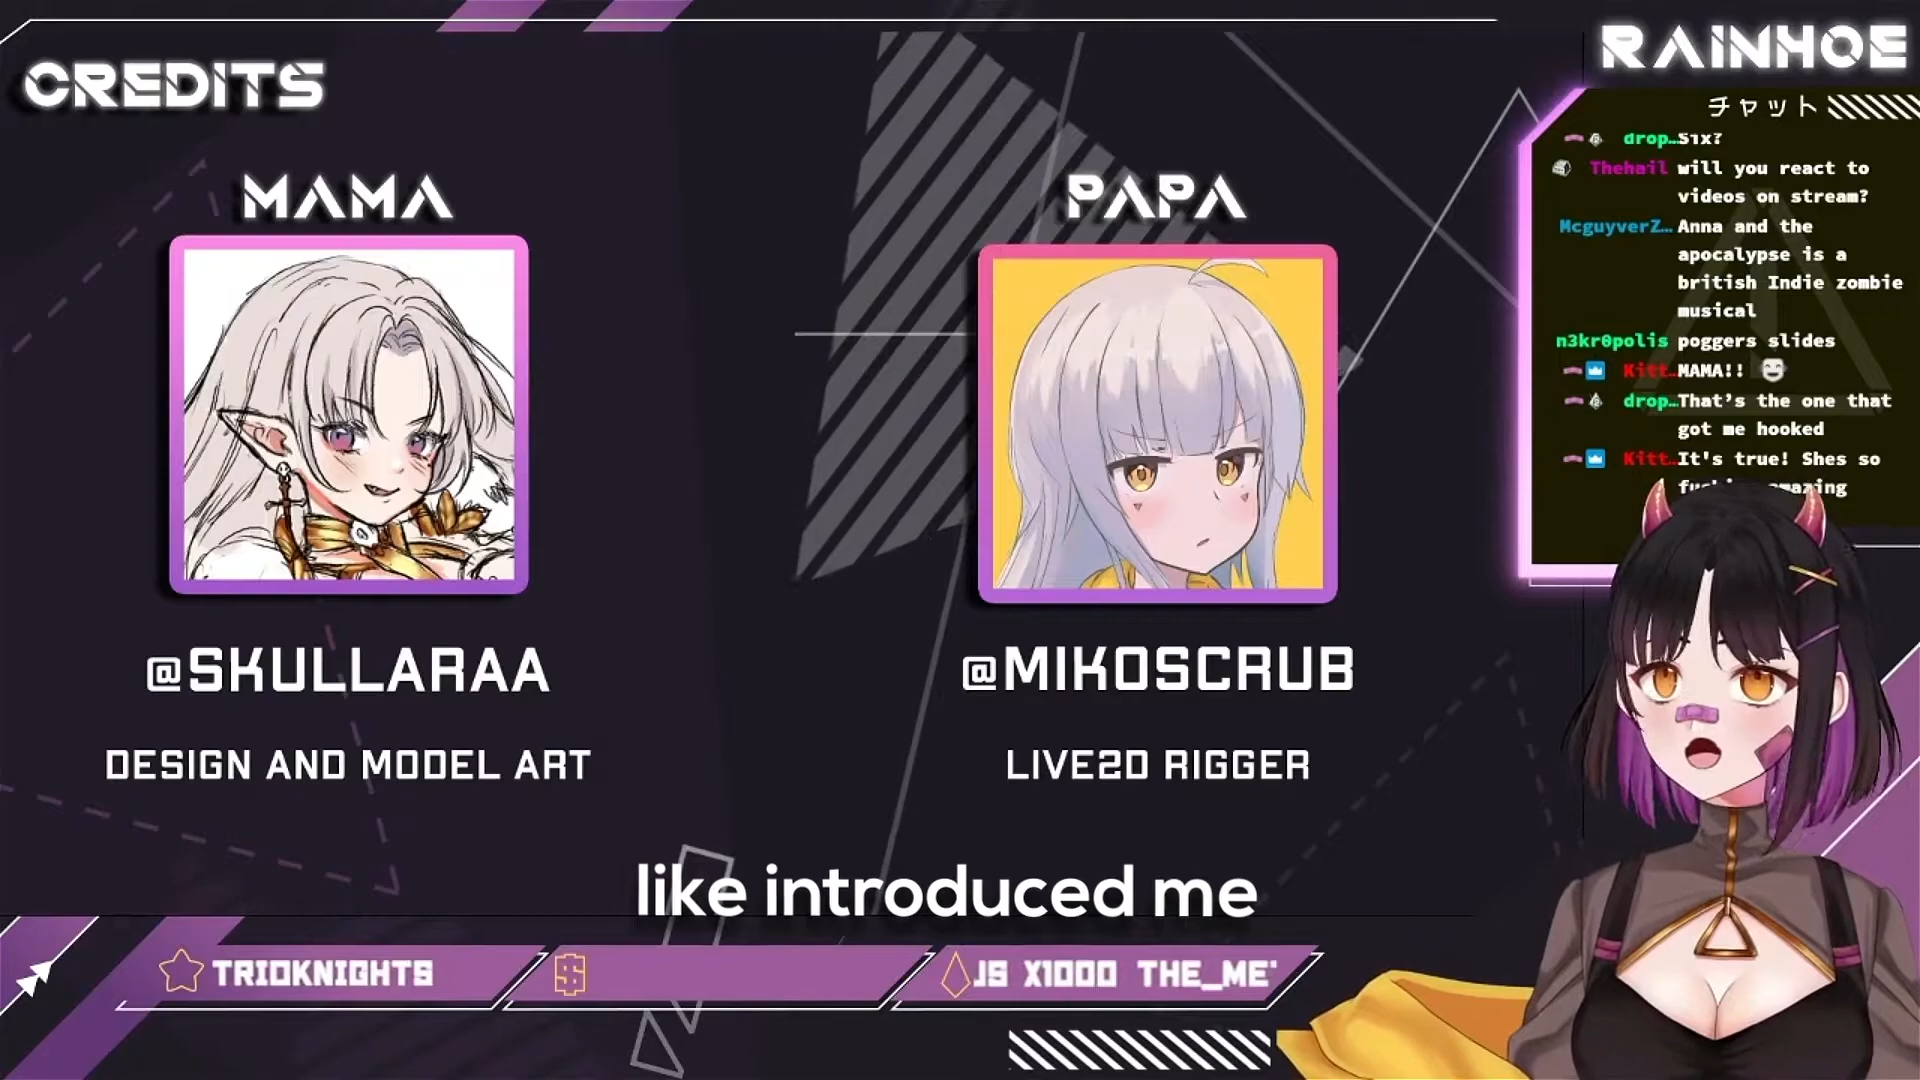 CREDITS
RAINHOE
チャット
MAMA
PAPA
@SKULLARAA
@MIKOSCRUB
DESIGN AND MODEL ART
LIVE2D RIGGER
drop…Six?
Thehail will you react to
videos on stream?
McguyverZ… Anna and the
apocalypse is a
british Indie zombie
musical
n3kr0polis poggers slides
Kitt…MAMA!!
drop…That's the one that
got me hooked
Kitt…It's true! Shes so
like introduced me
TRIOKNIGHTS
$
JS X1000 THE_ME